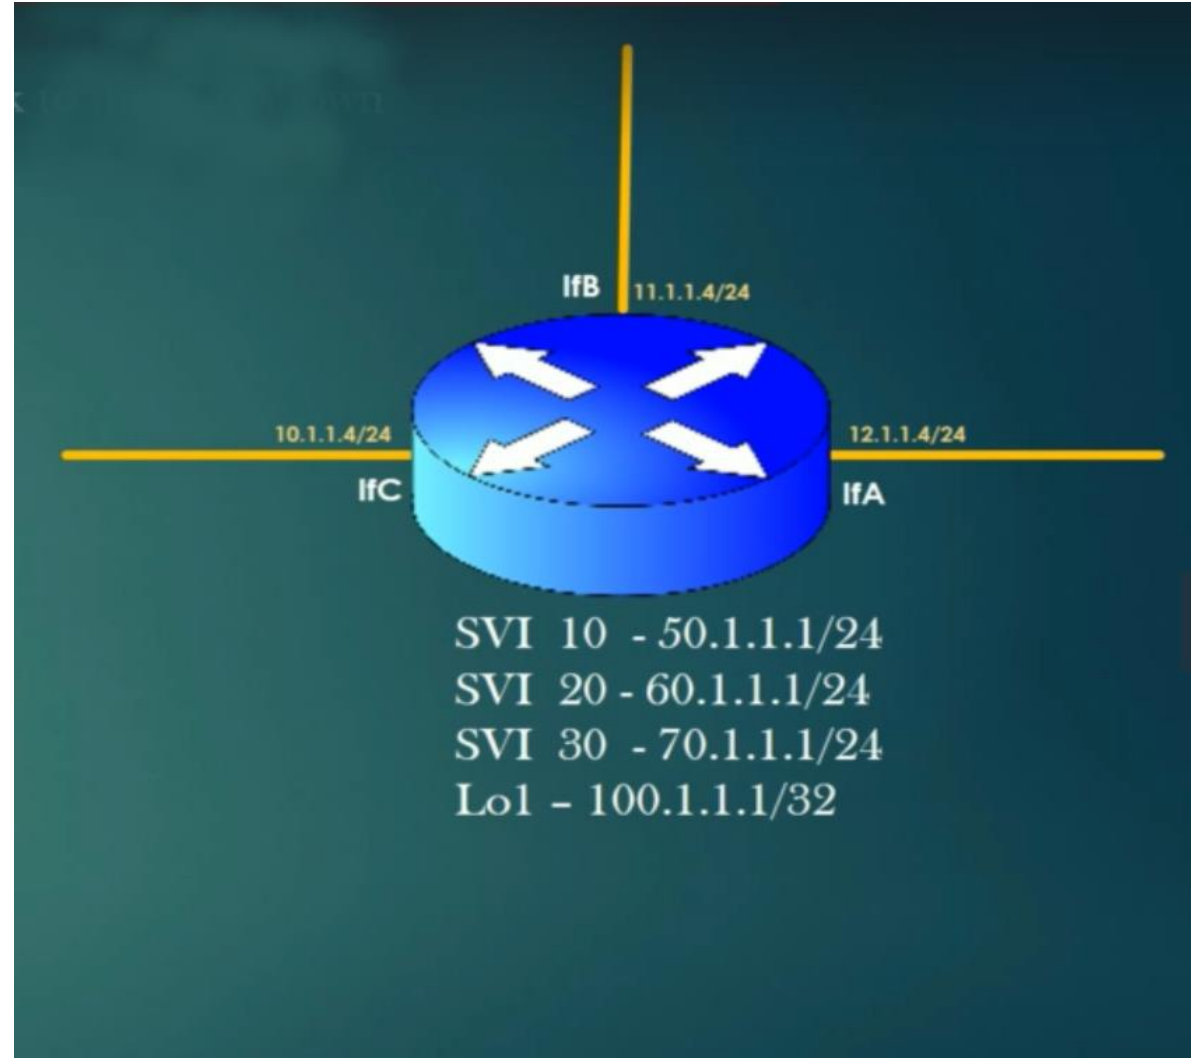 IfB
11.1.1.4/24
10.1.1.4/24
12.1.1.4/24
IfC
IfA
SVI 10 - 50.1.1.1/24
SVI 20 - 60.1.1.1/24
SVI 30 - 70.1.1.1/24
Lo1 – 100.1.1.1/32